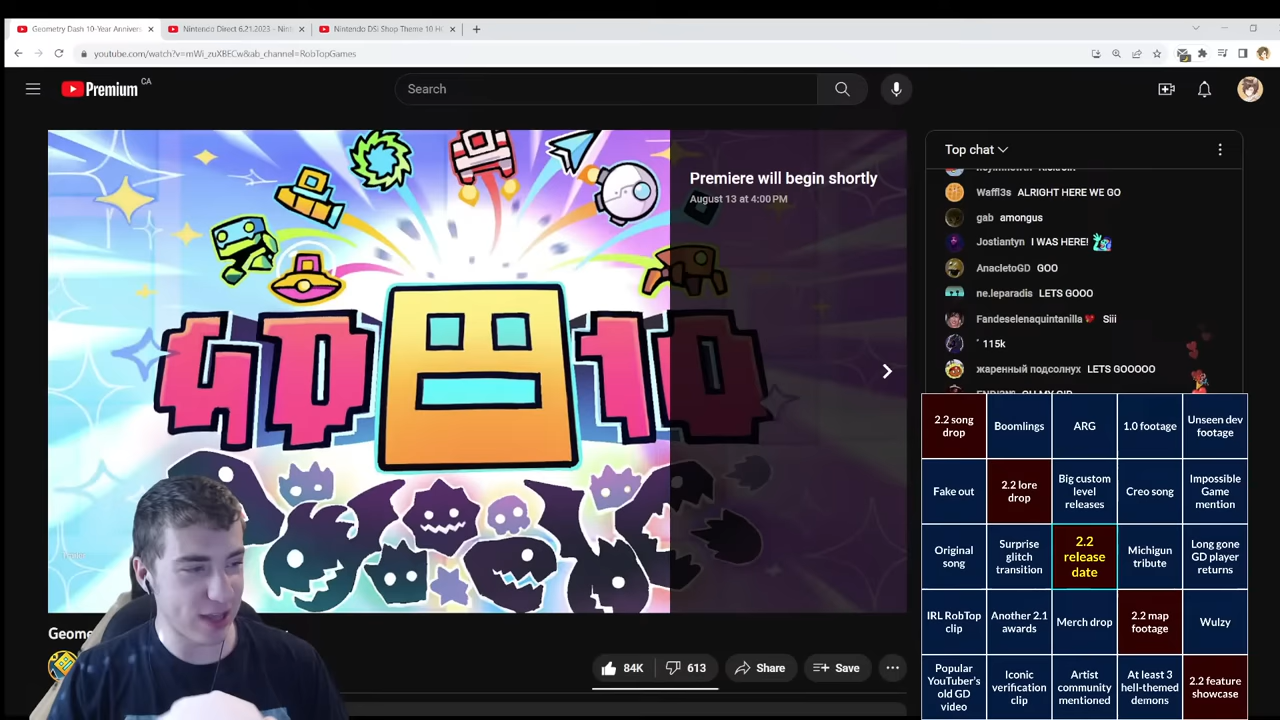 Geometry Dash 10-Year Annivers
Nintendo Direct 6.21.2023 – Nint
Nintendo DSi Shop Theme 10 H
youtube.com/watch?v=mWi_zuXBECw&ab_channel=RobTopGames
Premium CA
Search
Premiere will begin shortly
August 13 at 4:00 PM
GD 10
Top chat
Waffl3s ALRIGHT HERE WE GO
gab amongus
Jostiantyn I WAS HERE!
AnacletoGD GOO
ne.leparadis LETS GOOO
Fandeselenaquintanilla Siii
115k
жаренный подсолнух LETS GOOOOO
2.2 song
drop
Boomlings
ARG
1.0 footage
Unseen dev
footage
Fake out
2.2 lore
drop
Big custom
level
releases
Creo song
Impossible
Game
mention
Original
song
Surprise
glitch
transition
2.2
release
date
Michigun
tribute
Long gone
GD player
returns
IRL RobTop
clip
Another 2.1
awards
Merch drop
2.2 map
footage
Wulzy
Popular
YouTuber's
old GD
video
Iconic
verification
clip
Artist
community
mentioned
At least 3
hell-themed
demons
2.2 feature
showcase
Geome
84K
613
Share
Save